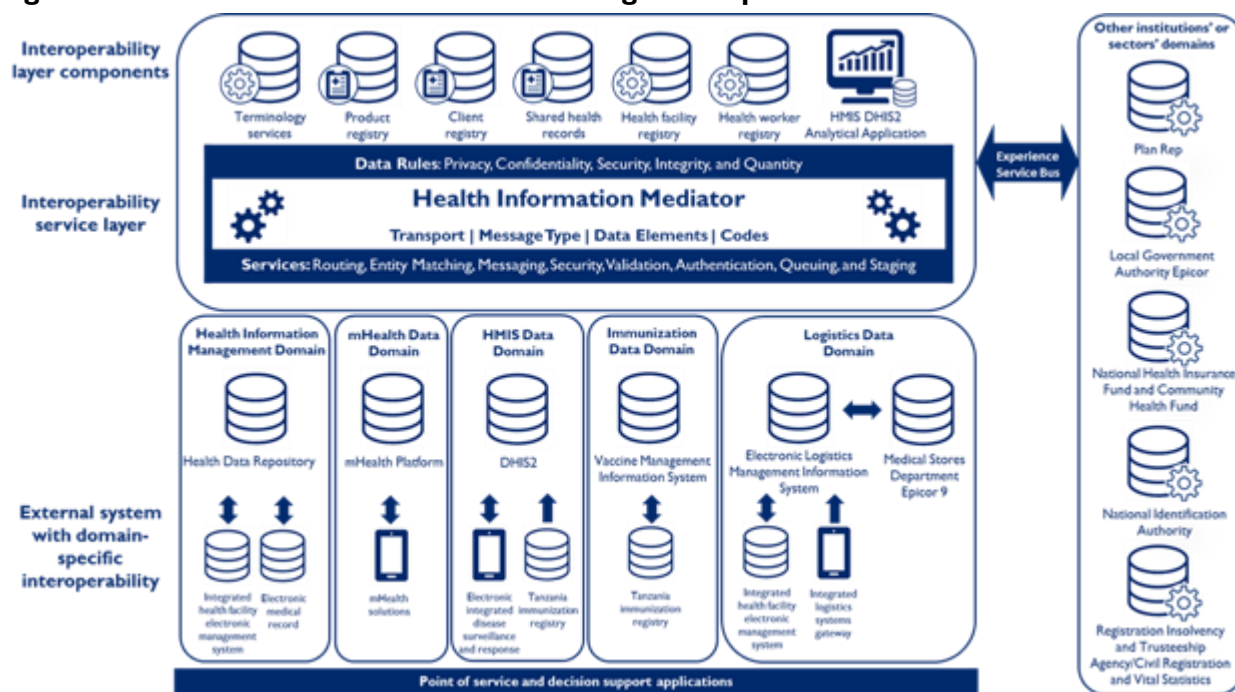 Interoperability
layer components
Terminology
services
Product
registry
Client
registry
Shared health
records
Health facility
registry
Health worker
registry
HMIS DHIS2
Analytical Application
Data Rules: Privacy, Confidentiality, Security, Integrity, and Quantity
Interoperability
service layer
Health Information Mediator
Transport | Message Type | Data Elements | Codes
Services: Routing, Entity Matching, Messaging, Security, Validation, Authentication, Queuing, and Staging
Experience
Service Bus
Other institutions' or
sectors' domains
Plan Rep
Local Government
Authority Epicor
National Health Insurance
Fund and Community
Health Fund
National Identification
Authority
Registration Insolvency
and Trusteeship
Agency/Civil Registration
and Vital Statistics
External system
with domain-
specific
interoperability
Health Information
Management Domain
Health Data Repository
Integrated
health facility
electronic
management
system
Electronic
medical
record
mHealth Data
Domain
mHealth Platform
mHealth
solutions
HMIS Data
Domain
DHIS2
Electronic
integrated
disease
surveillance
and response
Tanzania
immunization
registry
Immunization
Data Domain
Vaccine Management
Information System
Tanzania
immunization
registry
Logistics Data
Domain
Electronic Logistics
Management Information
System
Medical Stores
Department
Epicor 9
Integrated
health facility
electronic
management
system
Integrated
logistics
systems
gateway
Point of service and decision support applications